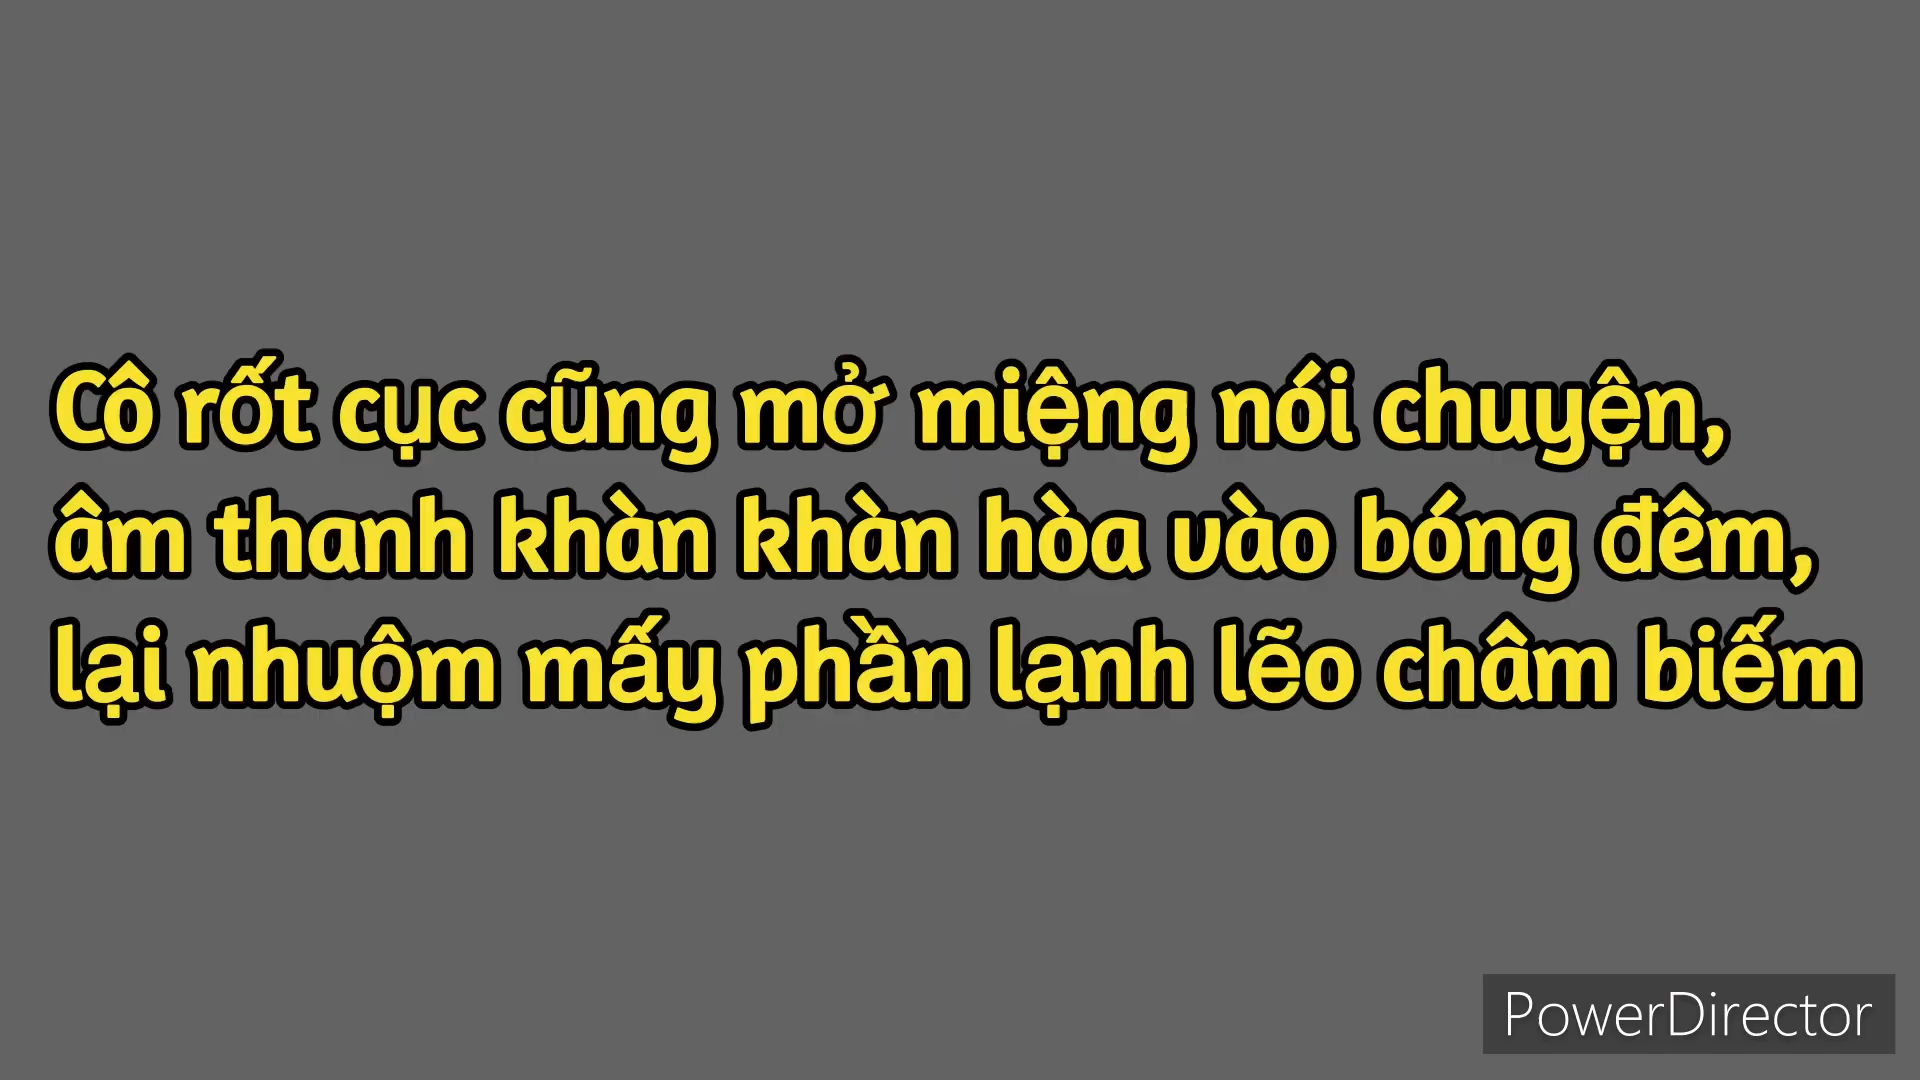 Cô rốt cục cũng mở miệng nói chuyện,
âm thanh khàn khàn hòa vào bóng đêm,
lại nhuộm mấy phần lạnh lẽo châm biếm
PowerDirector